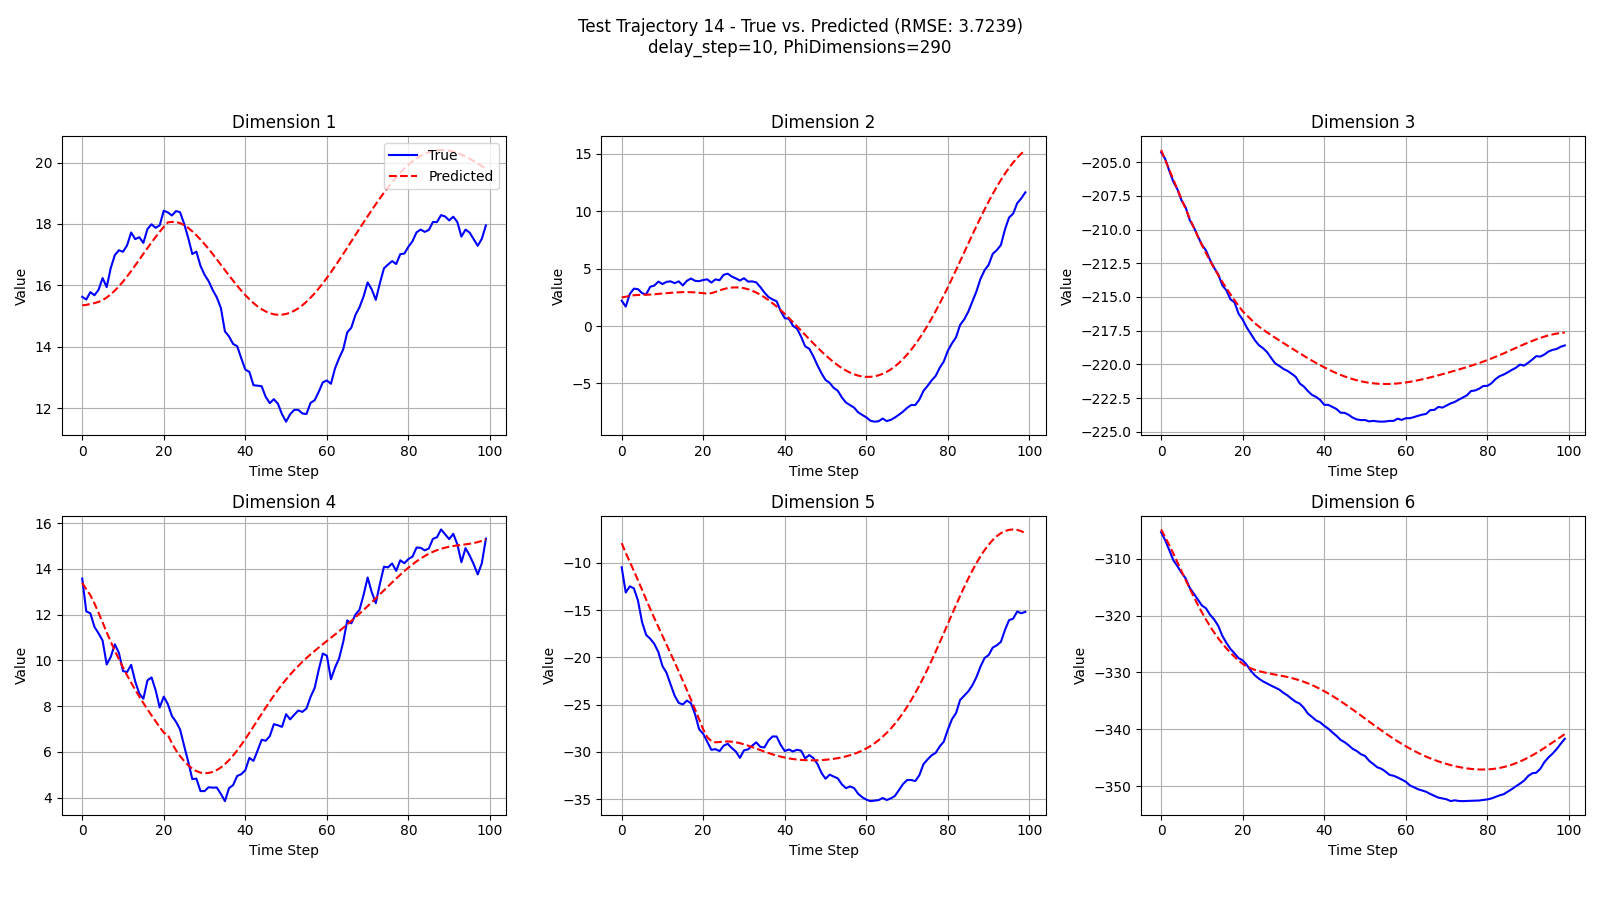 Test Trajectory 14 - True vs. Predicted (RMSE: 3.7239)
delay_step=10, PhiDimensions=290
Dimension 1
Value
20
18
16
14
12
0 20 40 60 80 100
Time Step
True
Predicted
Dimension 2
Value
15
10
5
0
−5
0 20 40 60 80 100
Time Step
Dimension 3
Value
−205.0
−207.5
−210.0
−212.5
−215.0
−217.5
−220.0
−222.5
−225.0
0 20 40 60 80 100
Time Step
Dimension 4
Value
16
14
12
10
8
6
4
0 20 40 60 80 100
Time Step
Dimension 5
Value
−10
−15
−20
−25
−30
−35
0 20 40 60 80 100
Time Step
Dimension 6
Value
−310
−320
−330
−340
−350
0 20 40 60 80 100
Time Step